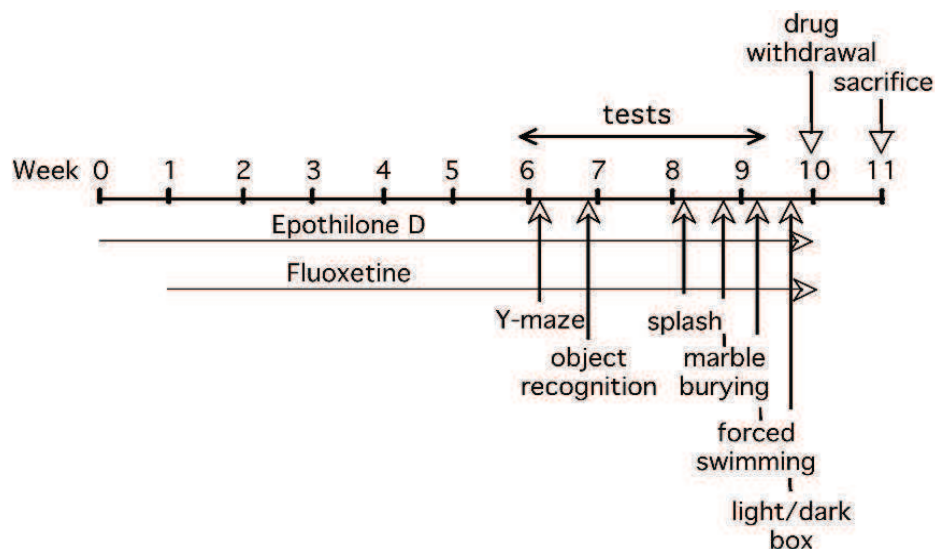 drug
withdrawal
sacrifice
tests
Week 0 1 2 3 4 5 6 7 8 9 10 11
Epothilone D
Fluoxetine
Y-maze
object
recognition
splash
marble
burying
forced
swimming
light/dark
box